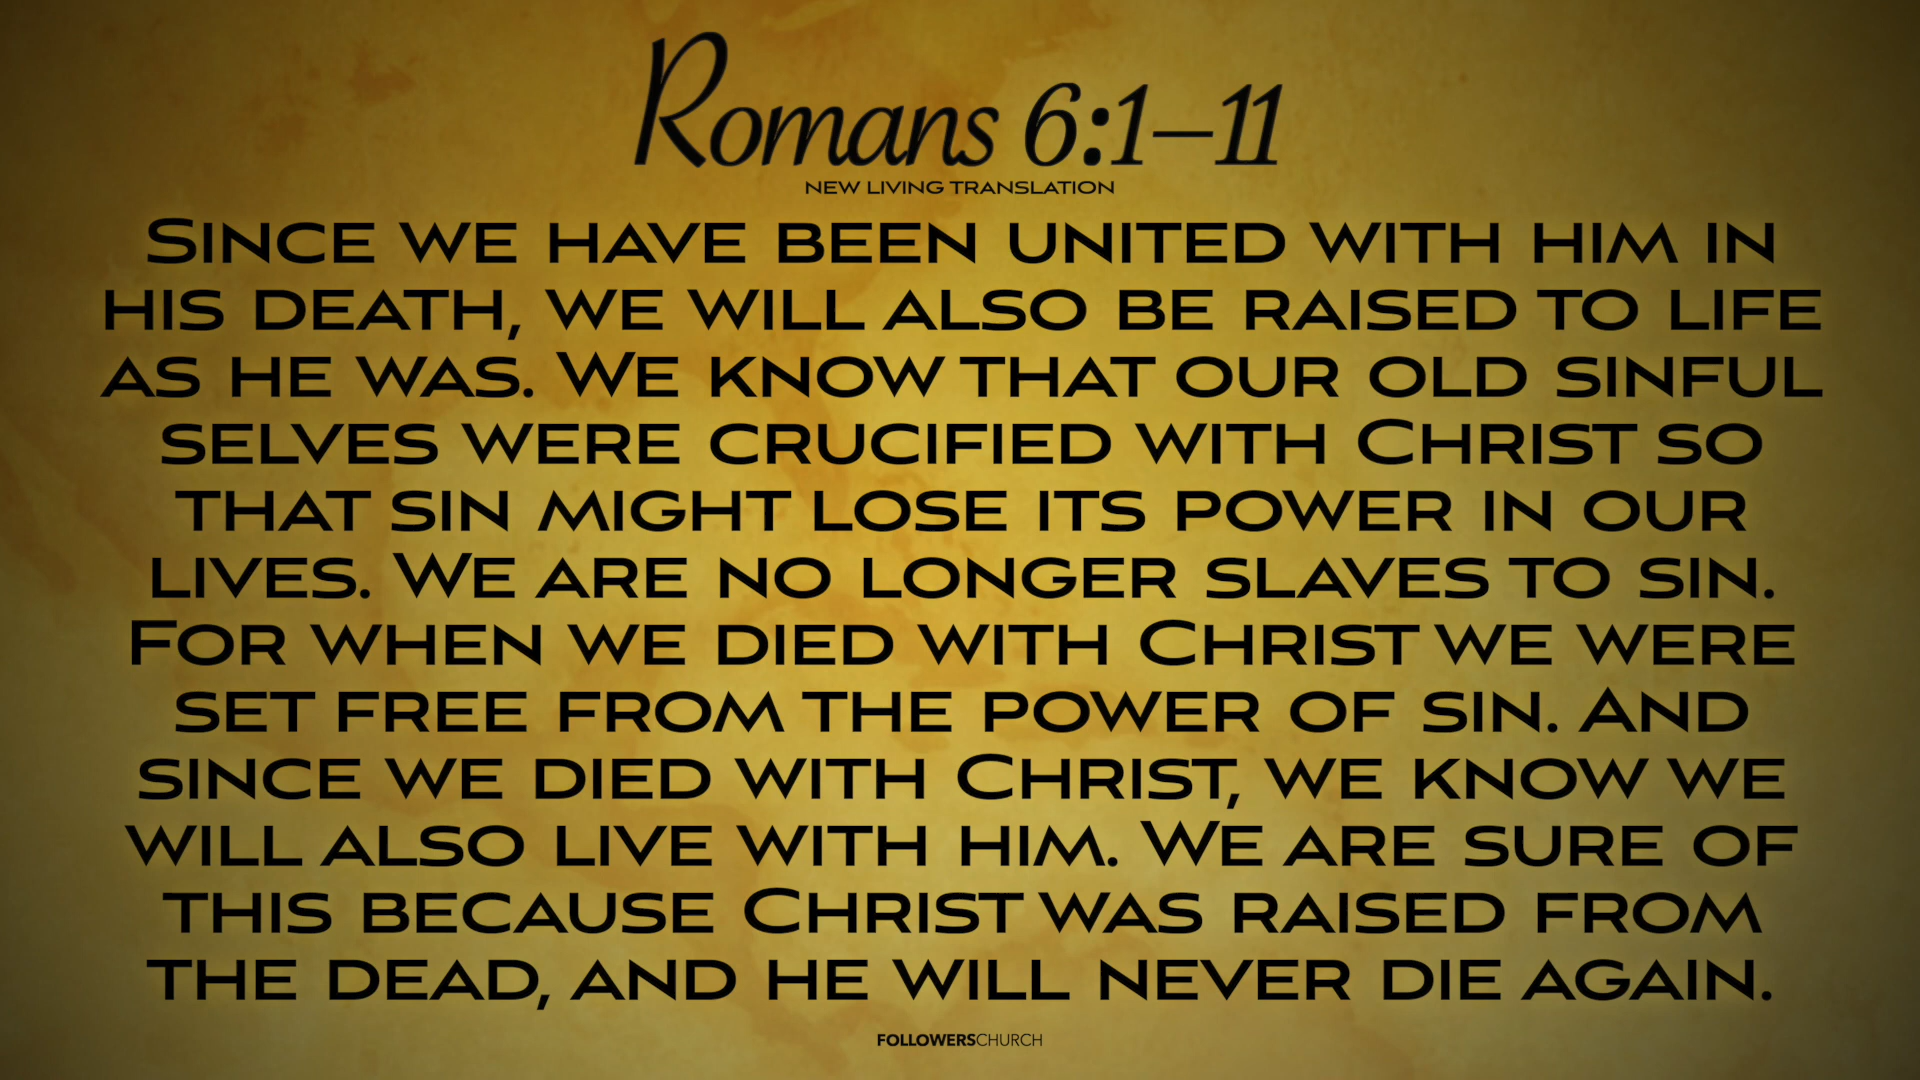 Romans 6:1–11
NEW LIVING TRANSLATION
Since we have been united with him in
his death, we will also be raised to life
as he was. We know that our old sinful
selves were crucified with Christ so
that sin might lose its power in our
lives. We are no longer slaves to sin.
For when we died with Christ we were
set free from the power of sin. And
since we died with Christ, we know we
will also live with him. We are sure of
this because Christ was raised from
the dead, and he will never die again.
FOLLOWERSCHURCH